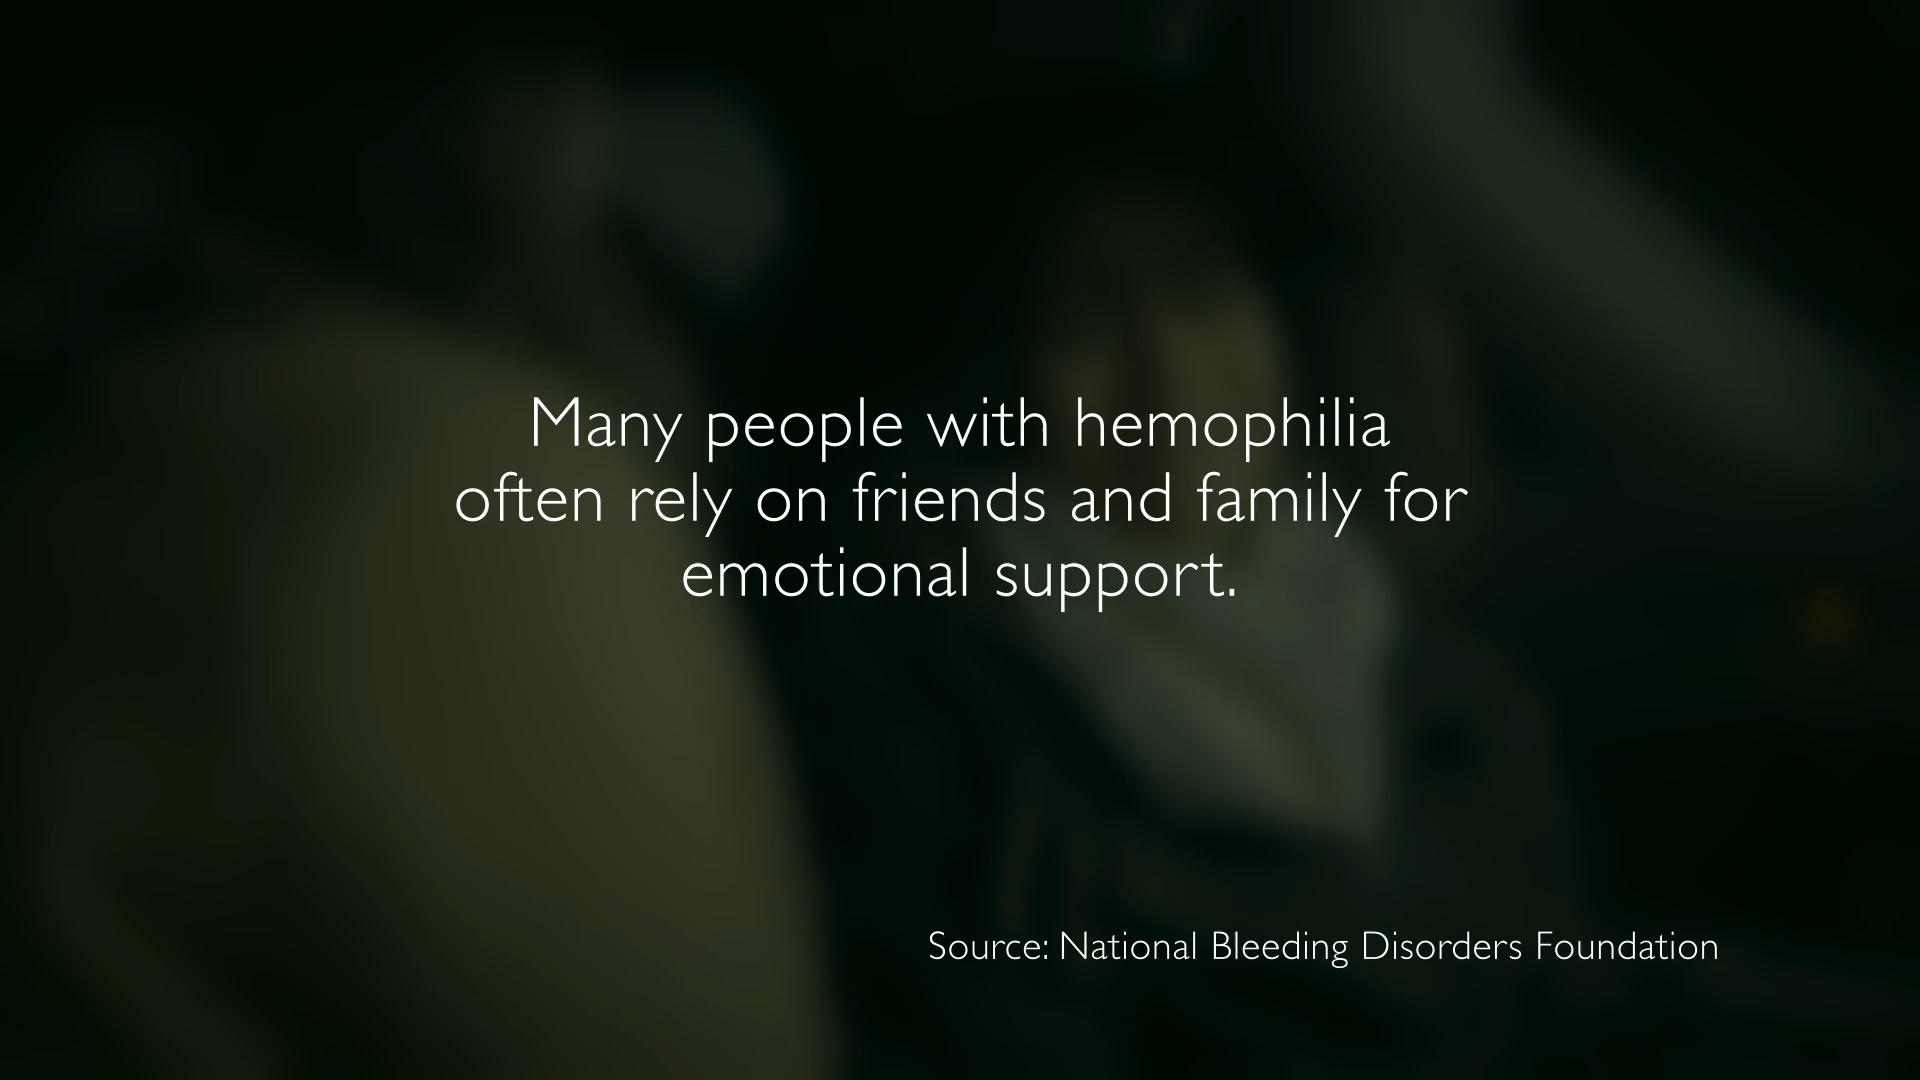 Many people with hemophilia
often rely on friends and family for
emotional support.
Source: National Bleeding Disorders Foundation